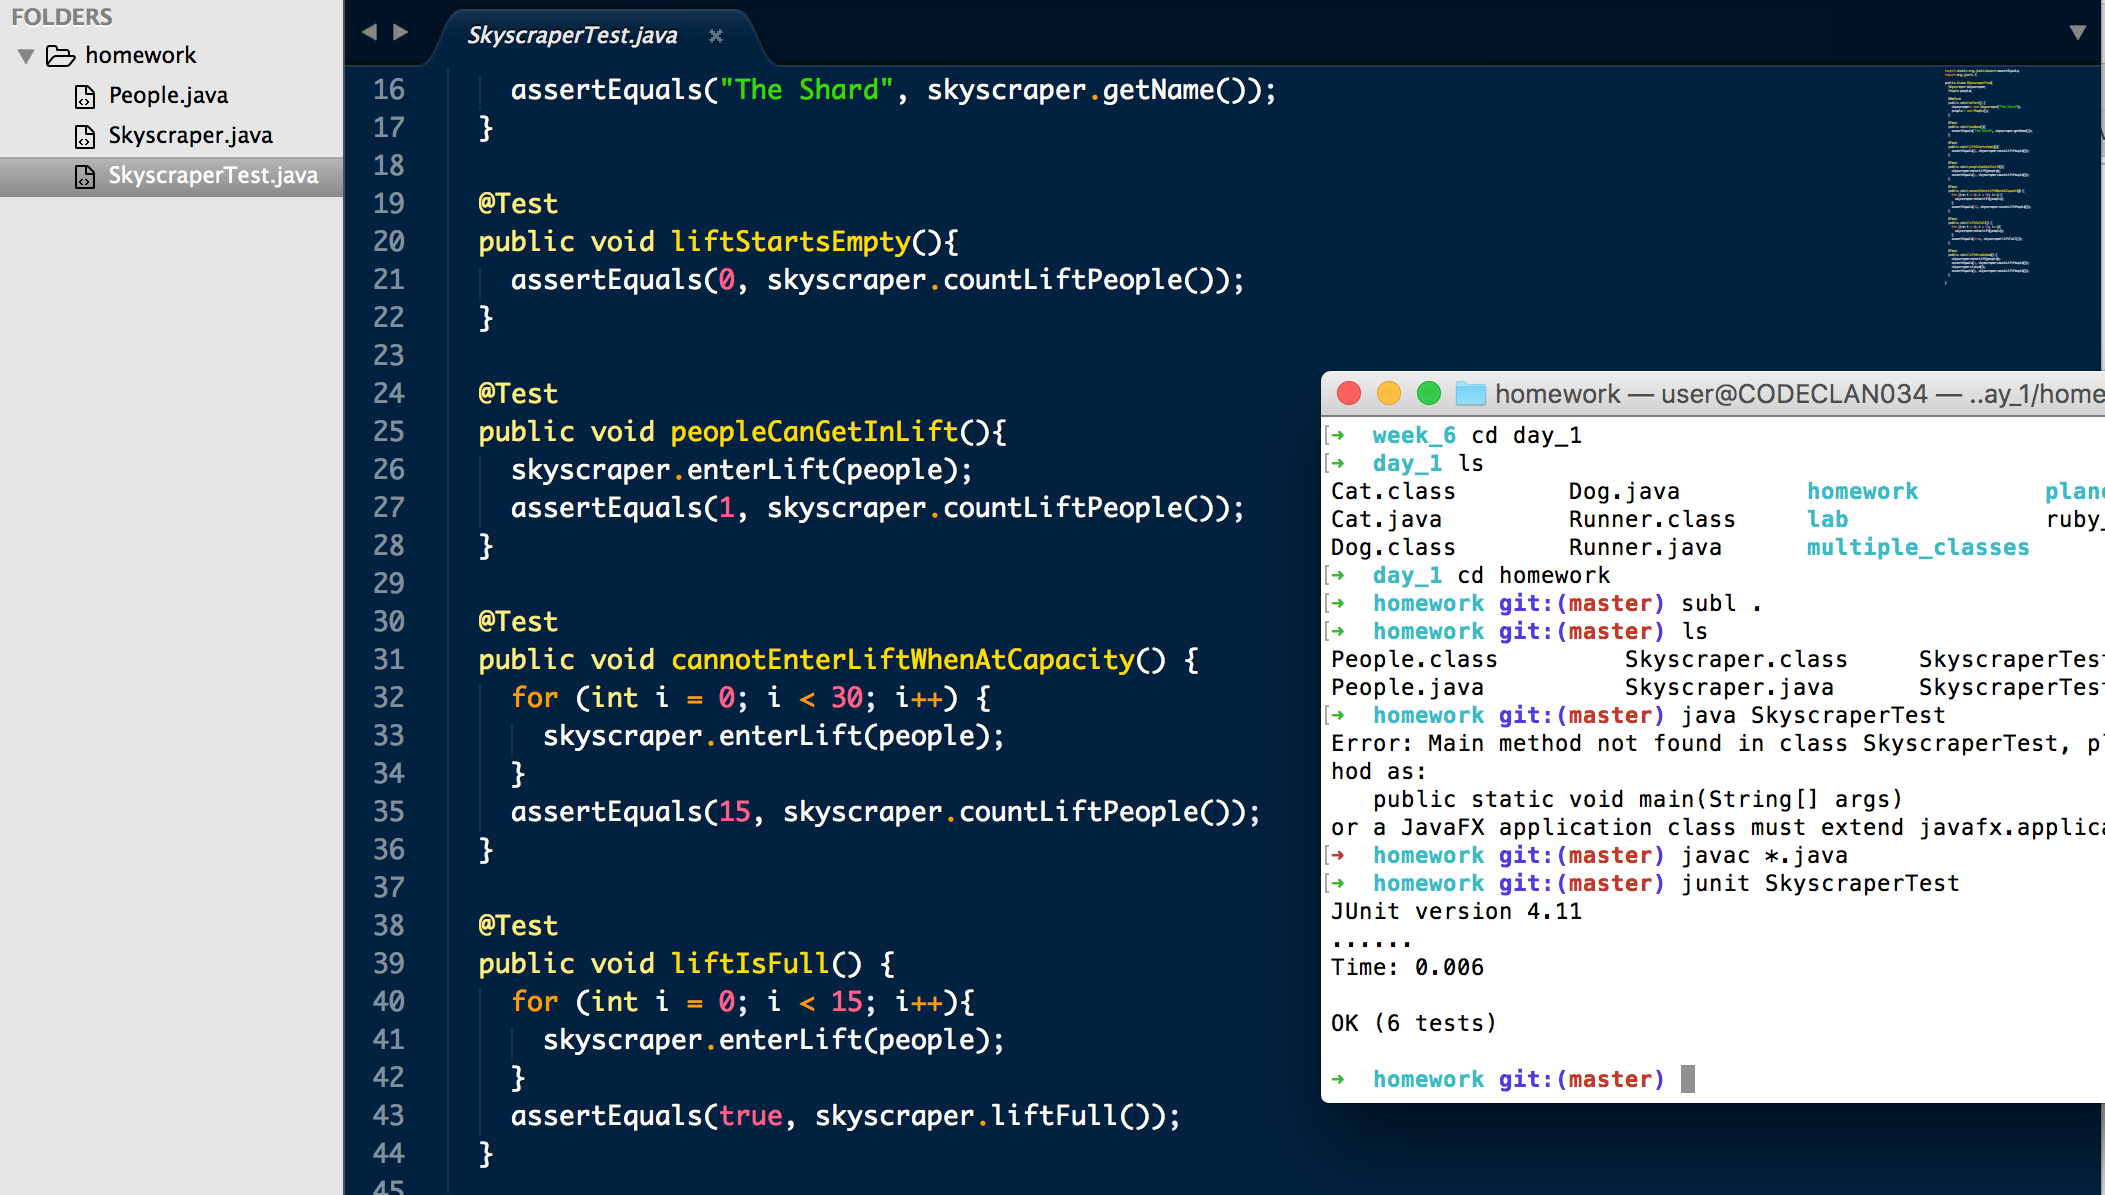 FOLDERS
homework
People.java
Skyscraper.java
SkyscraperTest.java
SkyscraperTest.java
16 assertEquals("The Shard", skyscraper.getName());
17 }
18
19 @Test
20 public void liftStartsEmpty(){
21 assertEquals(0, skyscraper.countLiftPeople());
22 }
23
24 @Test
25 public void peopleCanGetInLift(){
26 skyscraper.enterLift(people);
27 assertEquals(1, skyscraper.countLiftPeople());
28 }
29
30 @Test
31 public void cannotEnterLiftWhenAtCapacity() {
32 for (int i = 0; i < 30; i++) {
33 skyscraper.enterLift(people);
34 }
35 assertEquals(15, skyscraper.countLiftPeople());
36 }
37
38 @Test
39 public void liftIsFull() {
40 for (int i = 0; i < 15; i++){
41 skyscraper.enterLift(people);
42 }
43 assertEquals(true, skyscraper.liftFull());
44 }
45
homework — user@CODECLAN034 — ..ay_1/home
week_6 cd day_1
day_1 ls
Cat.class Dog.java homework plan
Cat.java Runner.class lab ruby_
Dog.class Runner.java multiple_classes
day_1 cd homework
homework git:(master) subl .
homework git:(master) ls
People.class Skyscraper.class SkyscraperTes
People.java Skyscraper.java SkyscraperTes
homework git:(master) java SkyscraperTest
Error: Main method not found in class SkyscraperTest, pl
hod as:
public static void main(String[] args)
or a JavaFX application class must extend javafx.applica
homework git:(master) javac *.java
homework git:(master) junit SkyscraperTest
JUnit version 4.11
......
Time: 0.006
OK (6 tests)
homework git:(master)